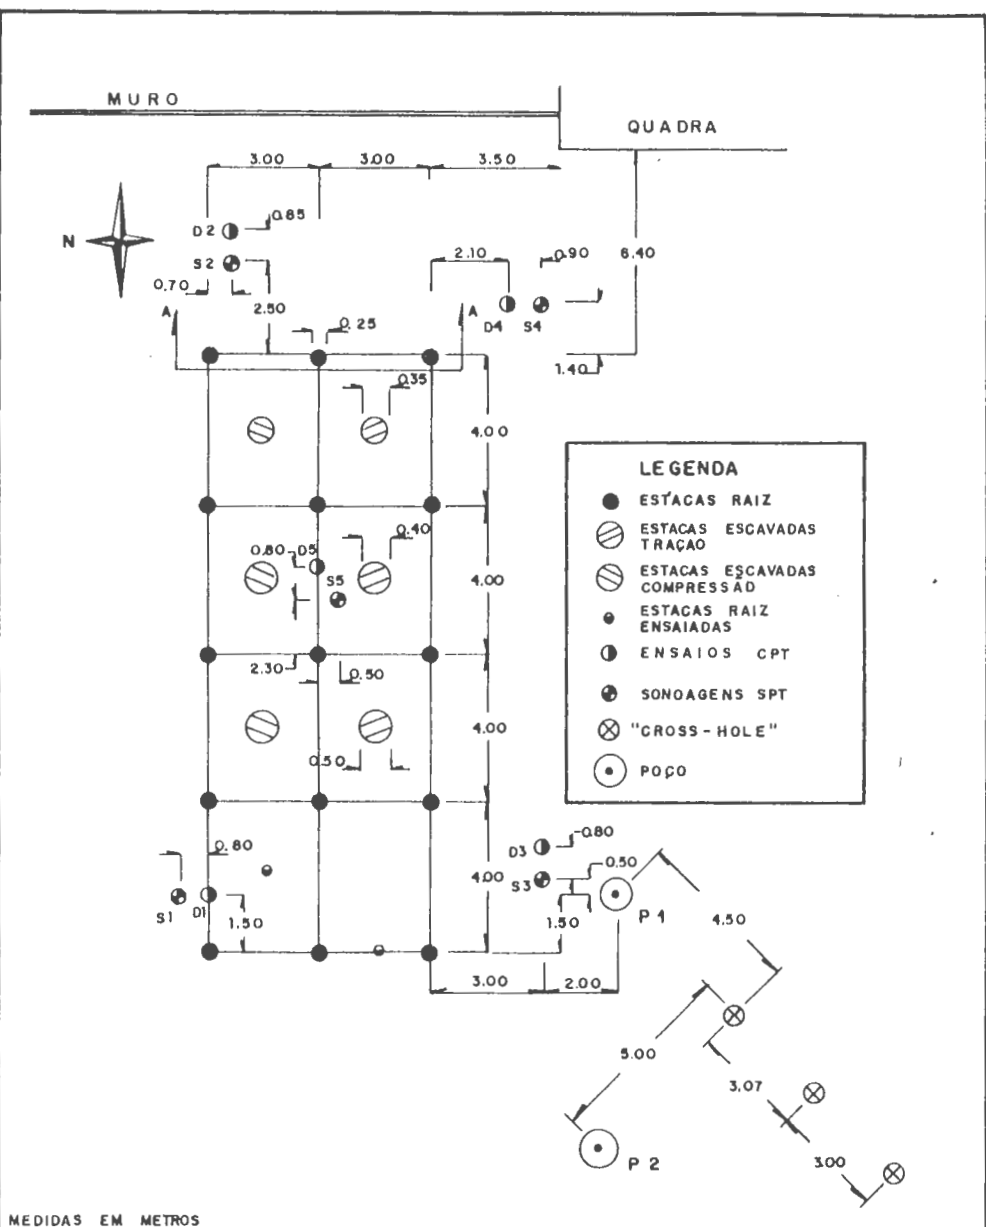 MURO
QUADRA
3.00
3.00
3.50
0.85
D2
N
S2
2.10
0.90
6.40
0.70
2.50
A
A
D4
S4
0.25
1.40
0.35
4.00
LEGENDA
ESTACAS RAIZ
ESTACAS ESCAVADAS
TRAÇAO
ESTACAS ESCAVADAS
COMPRESSÃO
ESTACAS RAIZ
ENSAIADAS
ENSAIOS CPT
SONOAGENS SPT
"CROSS-HOLE"
POÇO
0.40
0.80
D5
S5
4.00
2.30
0.50
4.00
0.50
0.80
D3
0.80
0.50
S3
4.00
S1
D1
1.50
1.50
P1
4.50
3.00
2.00
5.00
3.07
P2
3.00
MEDIDAS EM METROS